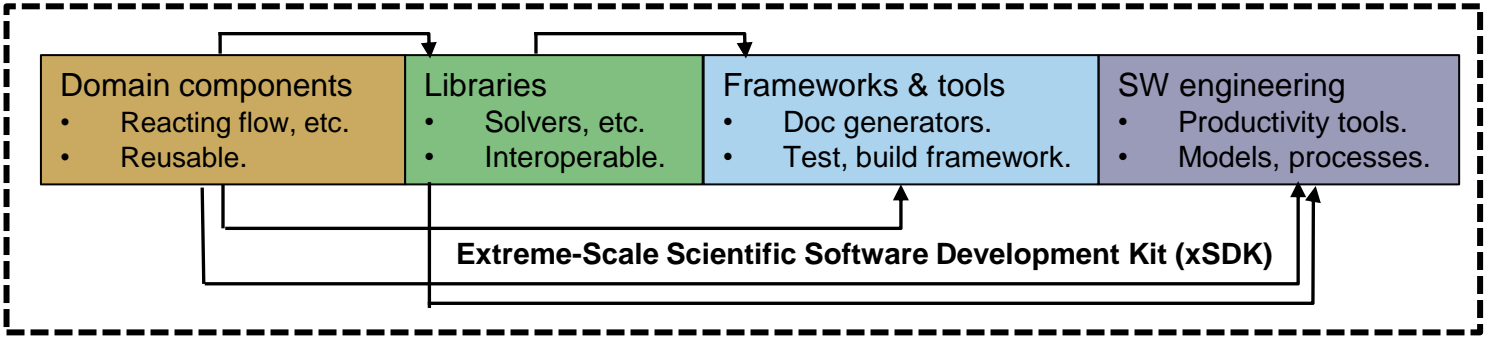 Domain components
• Reacting flow, etc.
• Reusable.
Libraries
• Solvers, etc.
• Interoperable.
Frameworks & tools
• Doc generators.
• Test, build framework.
SW engineering
• Productivity tools.
• Models, processes.
Extreme-Scale Scientific Software Development Kit (xSDK)